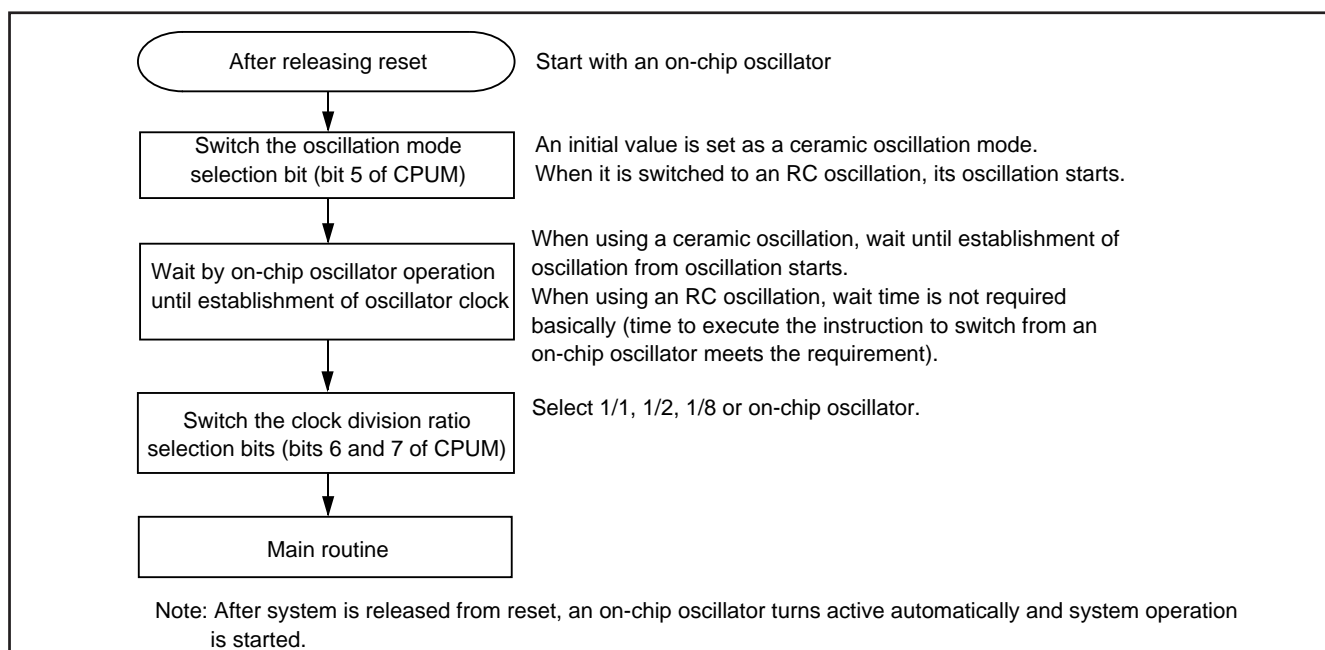 After releasing reset
Start with an on-chip oscillator
Switch the oscillation mode
selection bit (bit 5 of CPUM)
An initial value is set as a ceramic oscillation mode.
When it is switched to an RC oscillation, its oscillation starts.
Wait by on-chip oscillator operation
until establishment of oscillator clock
When using a ceramic oscillation, wait until establishment of
oscillation from oscillation starts.
When using an RC oscillation, wait time is not required
basically (time to execute the instruction to switch from an
on-chip oscillator meets the requirement).
Switch the clock division ratio
selection bits (bits 6 and 7 of CPUM)
Select 1/1, 1/2, 1/8 or on-chip oscillator.
Main routine
Note: After system is released from reset, an on-chip oscillator turns active automatically and system operation
is started.